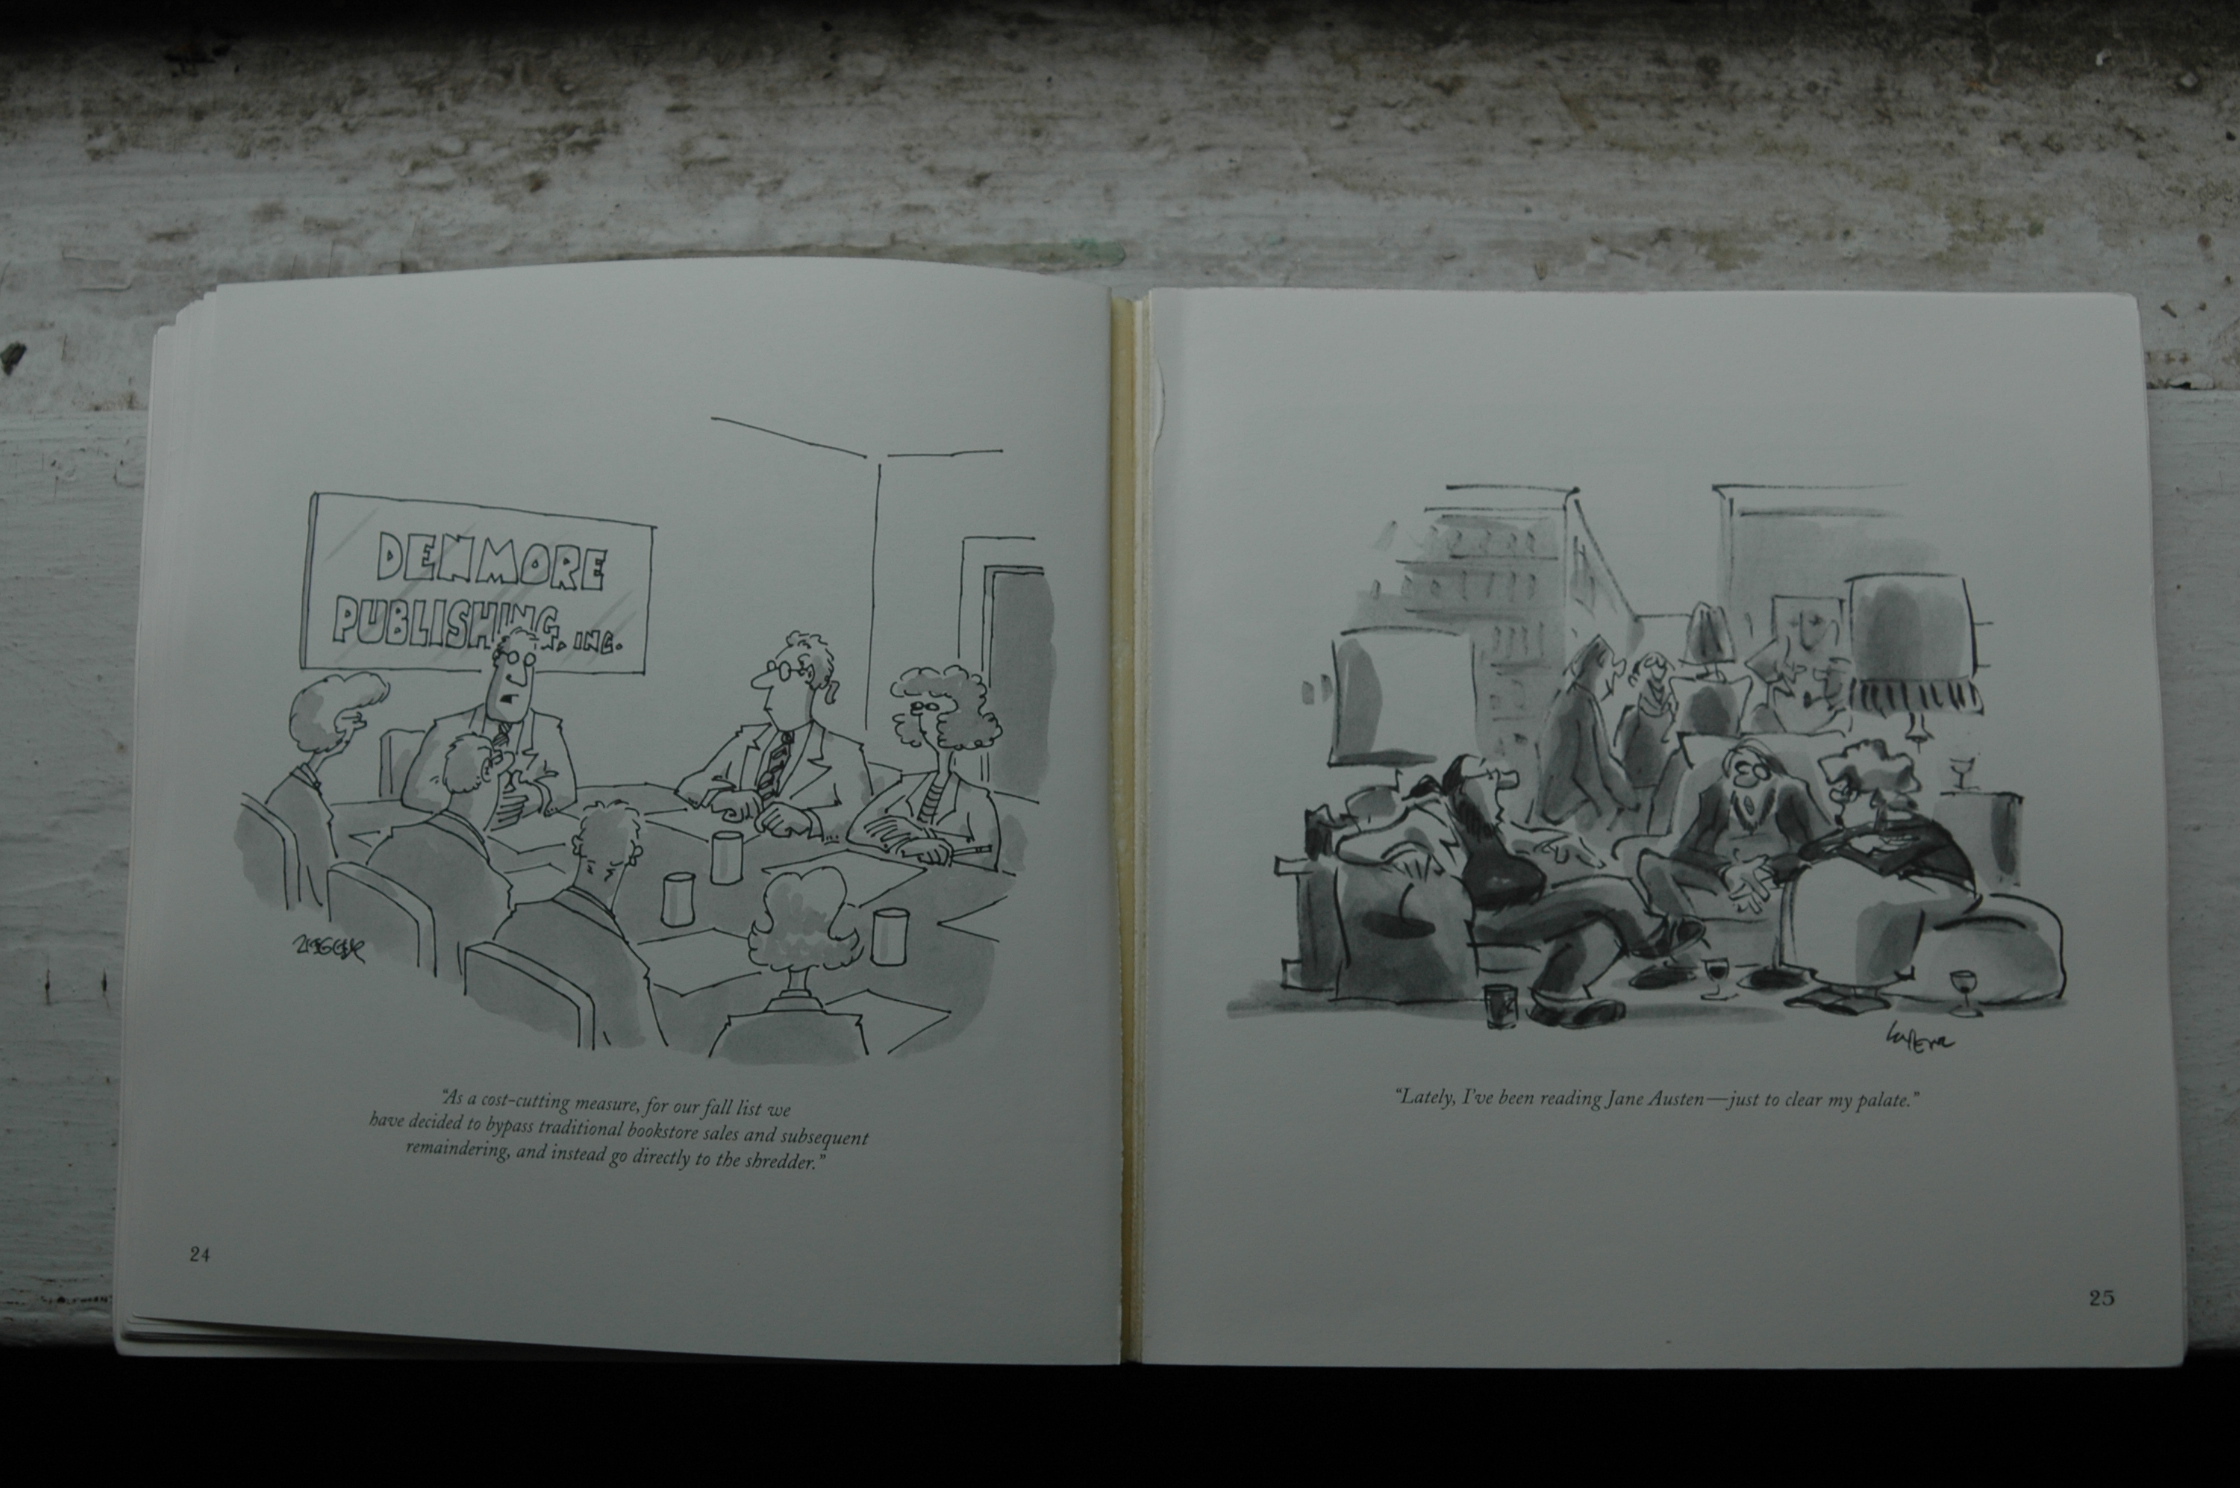 DENMORE
PUBLISHING, INC.
ZIEGLER
"As a cost-cutting measure, for our fall list we
have decided to bypass traditional bookstore sales and subsequent
remaindering, and instead go directly to the shredder."
24
"Lately, I've been reading Jane Austen—just to clear my palate."
25